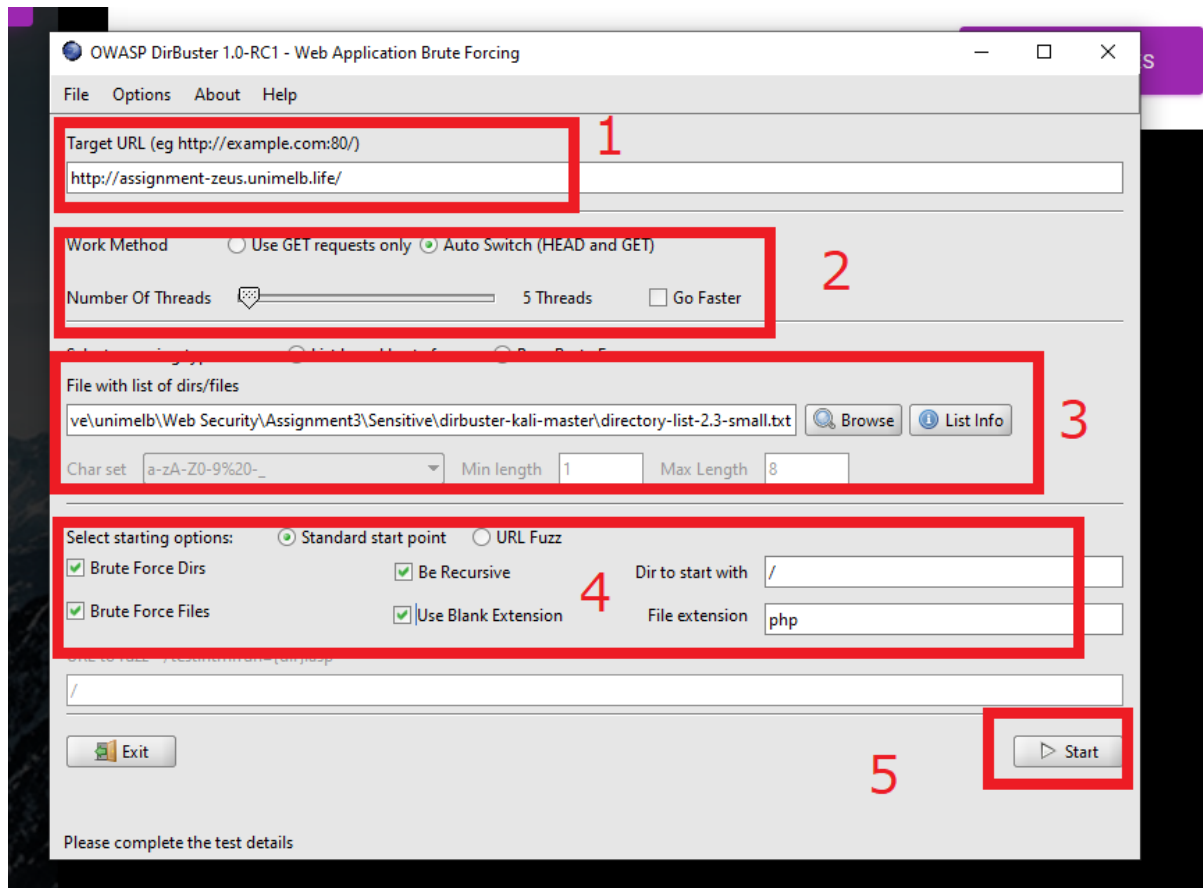 OWASP DirBuster 1.0-RC1 - Web Application Brute Forcing
S
File Options About Help
1
Target URL (eg http://example.com:80/)
http://assignment-zeus.unimelb.life/
Work Method Use GET requests only Auto Switch (HEAD and GET)
2
Number Of Threads 5 Threads Go Faster
File with list of dirs/files
ve\unimelb\Web Security\Assignment3\Sensitive\dirbuster-kali-master\directory-list-2.3-small.txt Browse List Info
3
Char set a-zA-Z0-9%20-_ Min length 1 Max Length 8
Select starting options: Standard start point URL Fuzz
Brute Force Dirs Be Recursive Dir to start with /
4
Brute Force Files Use Blank Extension File extension php
/
Exit Start
5
Please complete the test details